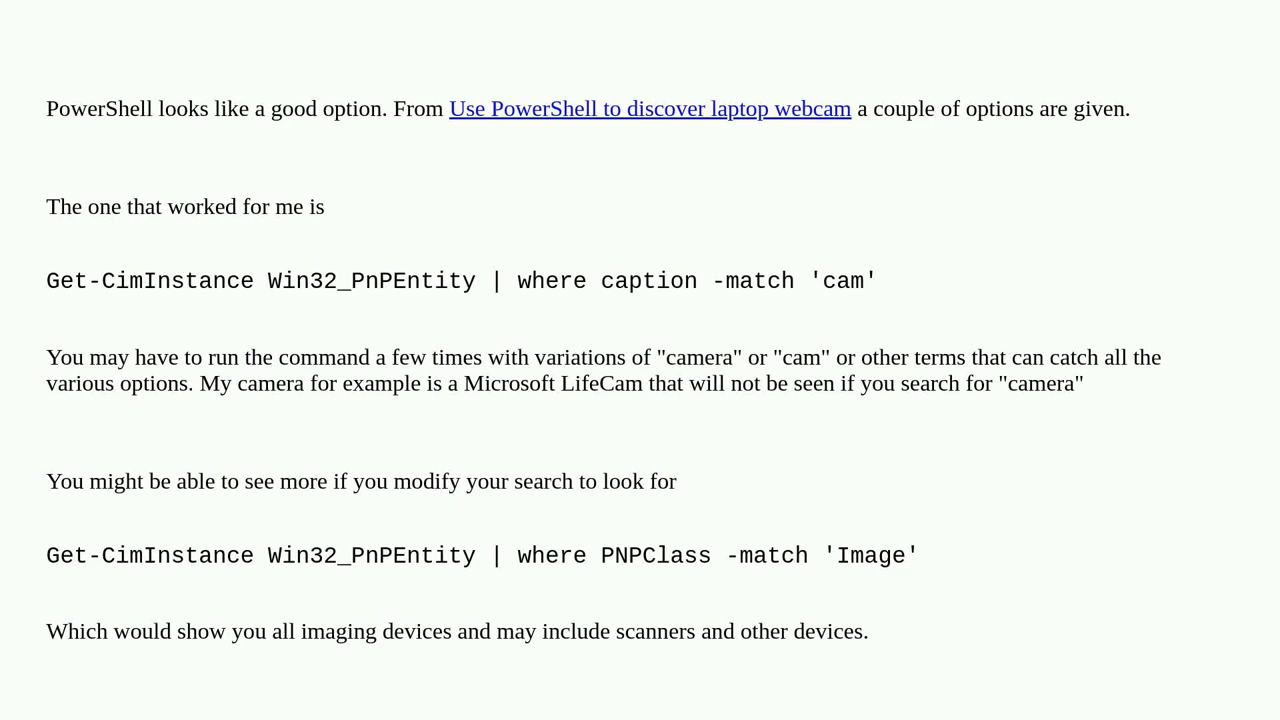 PowerShell looks like a good option. From Use PowerShell to discover laptop webcam a couple of options are given.
The one that worked for me is
Get-CimInstance Win32_PnPEntity | where caption -match 'cam'
You may have to run the command a few times with variations of "camera" or "cam" or other terms that can catch all the
various options. My camera for example is a Microsoft LifeCam that will not be seen if you search for "camera"
You might be able to see more if you modify your search to look for
Get-CimInstance Win32_PnPEntity | where PNPClass -match 'Image'
Which would show you all imaging devices and may include scanners and other devices.